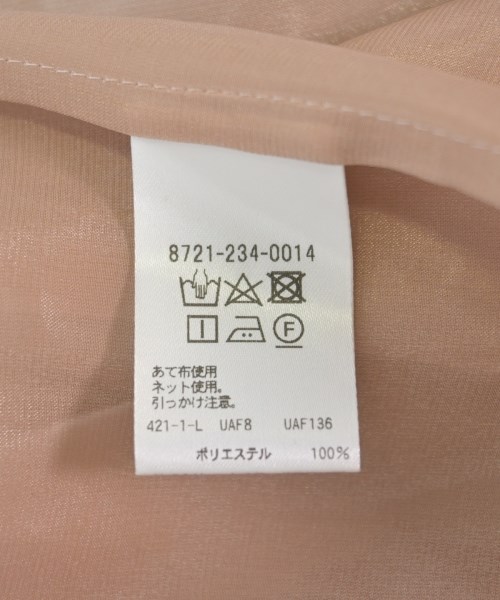 8721-234-0014
F
あて布使用
ネット使用。
引っかけ注意。
421-1-L UAF8 UAF136
ポリエステル 100%